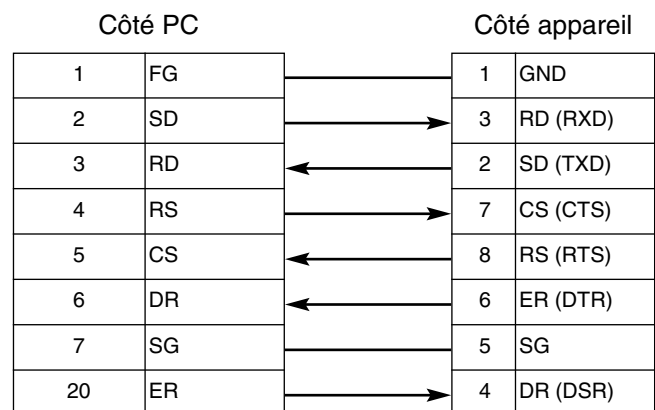 Côté PC Côté appareil
1 FG 1 GND
2 SD 3 RD (RXD)
3 RD 2 SD (TXD)
4 RS 7 CS (CTS)
5 CS 8 RS (RTS)
6 DR 6 ER (DTR)
7 SG 5 SG
20 ER 4 DR (DSR)